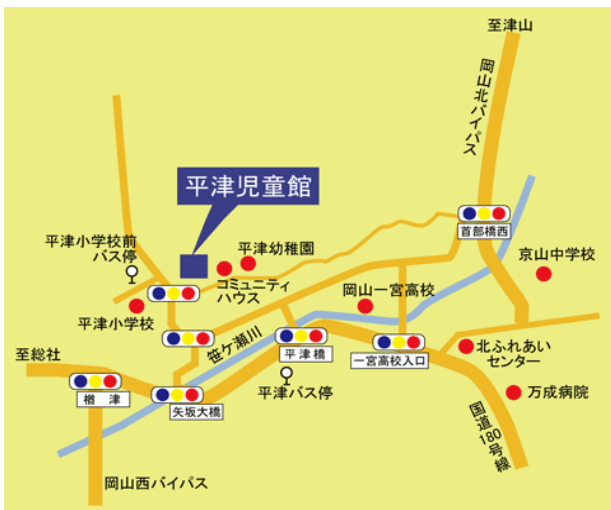 至津山
岡山北バイパス
平津児童館
首部橋西
平津小学校前
バス停
平津幼稚園
京山中学校
コミュニティ
ハウス
岡山一宮高校
平津小学校
笹ケ瀬川
至総社
平津橋
一宮高校入口
北ふれあい
センター
楢津
矢坂大橋
平津バス停
万成病院
国道180号線
岡山西バイパス